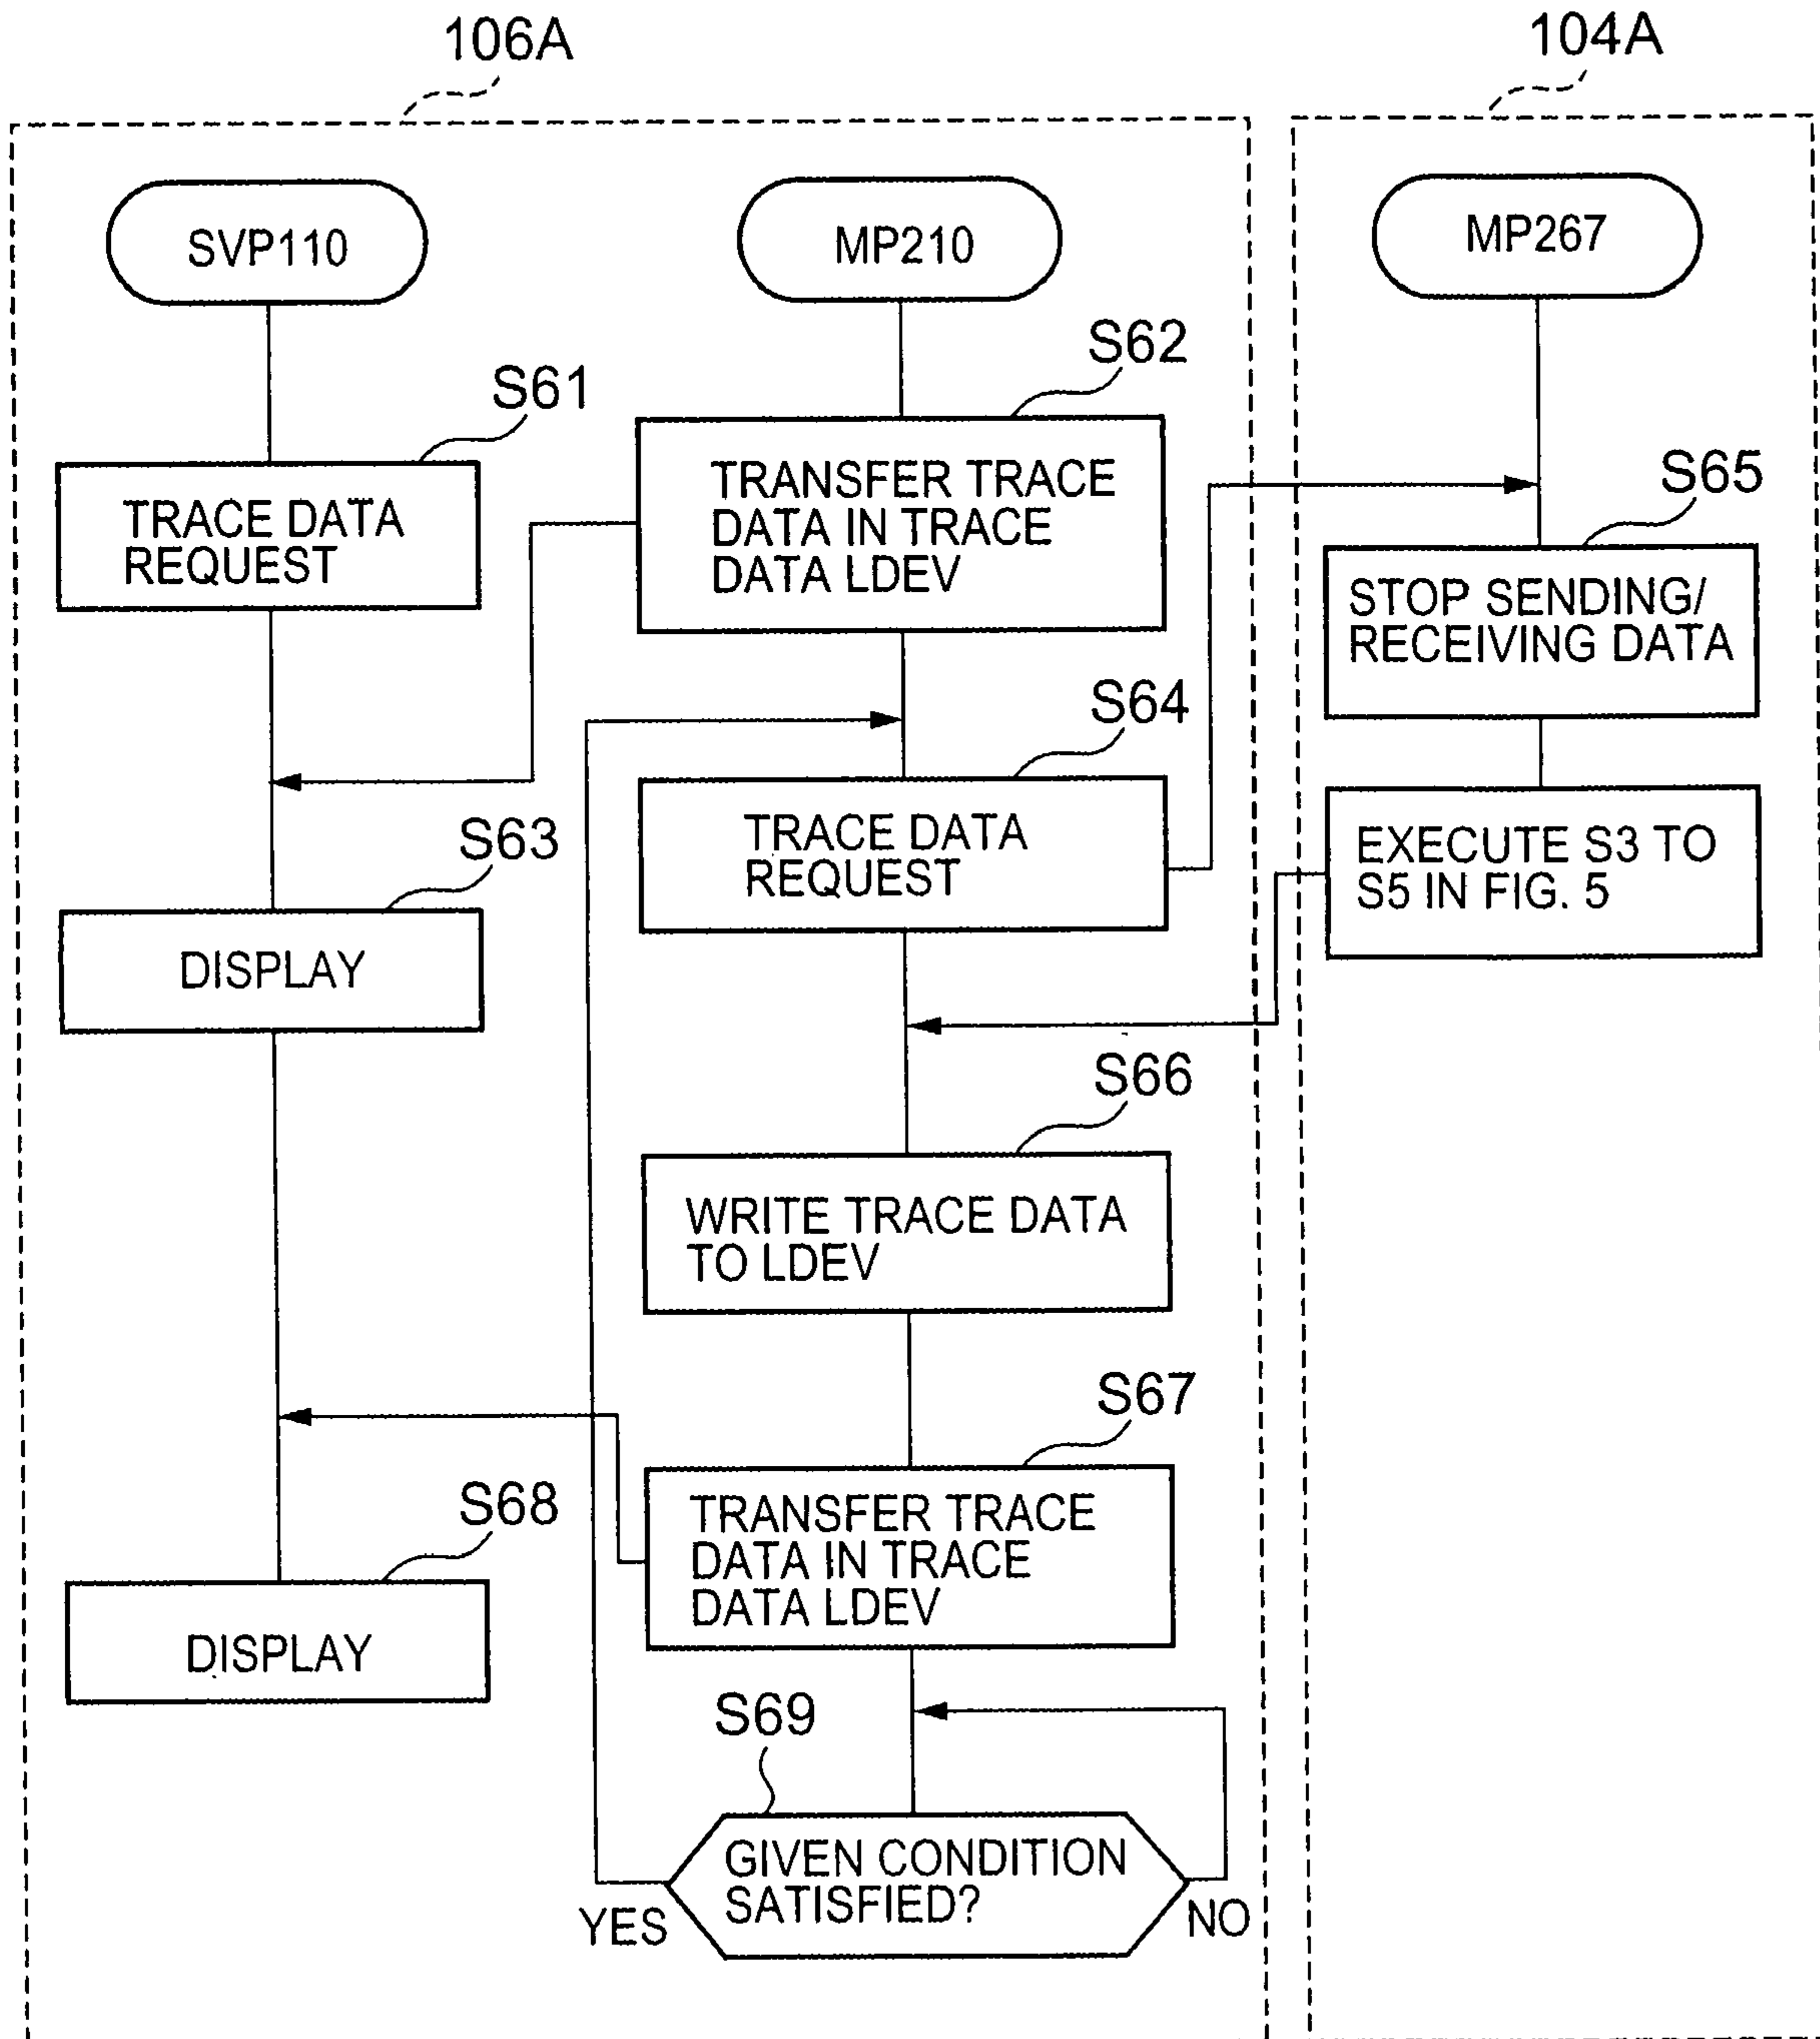 106A
104A
SVP110
MP210
MP267
S61
TRACE DATA
REQUEST
S62
TRANSFER TRACE
DATA IN TRACE
DATA LDEV
S65
STOP SENDING/
RECEIVING DATA
S64
TRACE DATA
REQUEST
EXECUTE S3 TO
S5 IN FIG. 5
S63
DISPLAY
S66
WRITE TRACE DATA
TO LDEV
S67
TRANSFER TRACE
DATA IN TRACE
DATA LDEV
S68
DISPLAY
S69
GIVEN CONDITION
SATISFIED?
YES
NO